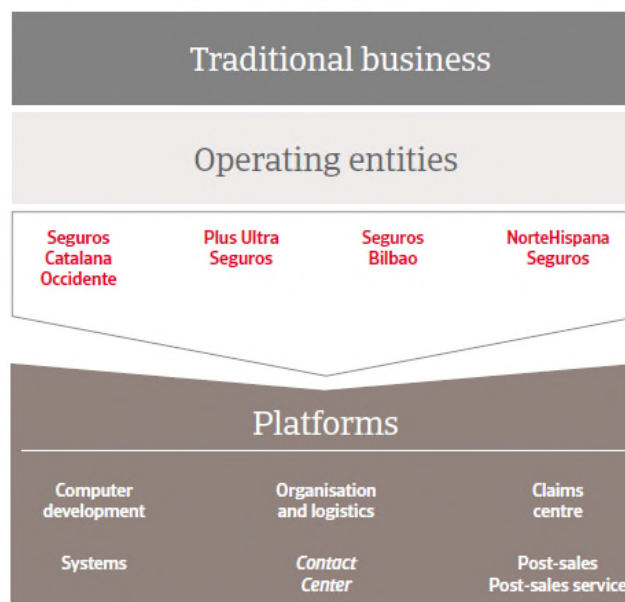 Traditional business
Operating entities
Seguros
Catalana
Occidente
Plus Ultra
Seguros
Seguros
Bilbao
NorteHispana
Seguros
Platforms
Computer
development
Organisation
and logistics
Claims
centre
Systems
Contact
Center
Post-sales
Post-sales service